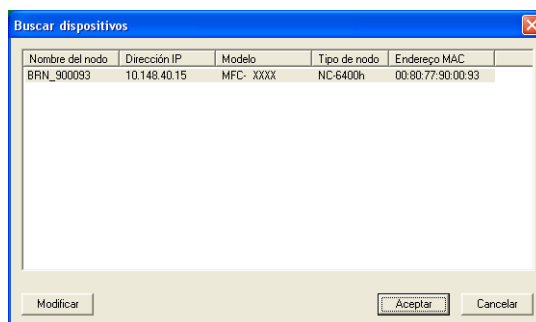 Buscar dispositivos
Nombre del nodo Dirección IP Modelo Tipo de nodo Endereço MAC
BRN_900093 10.148.40.15 MFC- XXXX NC-6400h 00:80:77:90:00:93
Modificar Aceptar Cancelar